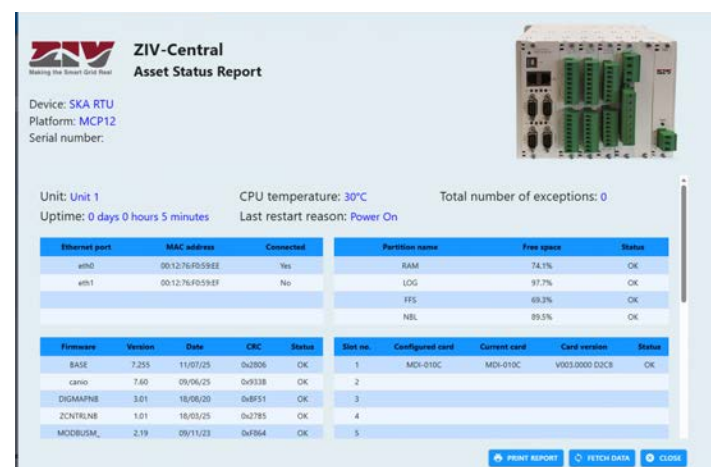 ZIV
Making the Smart Grid Real
ZIV-Central
Asset Status Report
Device: SKA RTU
Platform: MCP12
Serial number:
Unit: Unit 1 CPU temperature: 30°C Total number of exceptions: 0
Uptime: 0 days 0 hours 5 minutes Last restart reason: Power On
Ethernet port MAC address Connected
eth0 00:12:76:F0:59:EE Yes
eth1 00:12:76:F0:59:EF No
Partition name Free space Status
RAM 74.1% OK
LOG 97.7% OK
FFS 69.3% OK
NBL 89.5% OK
Firmware Version Date CRC Status
BASE 7.255 11/07/25 0x2806 OK
canio 7.60 09/06/25 0x933B OK
DIGMAPNB 3.01 18/08/20 0xBF51 OK
ZCNTRLNB 1.01 18/03/25 0x27B5 OK
MODBUSM_ 2.19 09/11/23 0xFB64 OK
Slot no. Configured card Current card Card version Status
1 MDI-010C MDI-010C V003.0000 D2C8 OK
2
3
4
5
PRINT REPORT FETCH DATA CLOSE